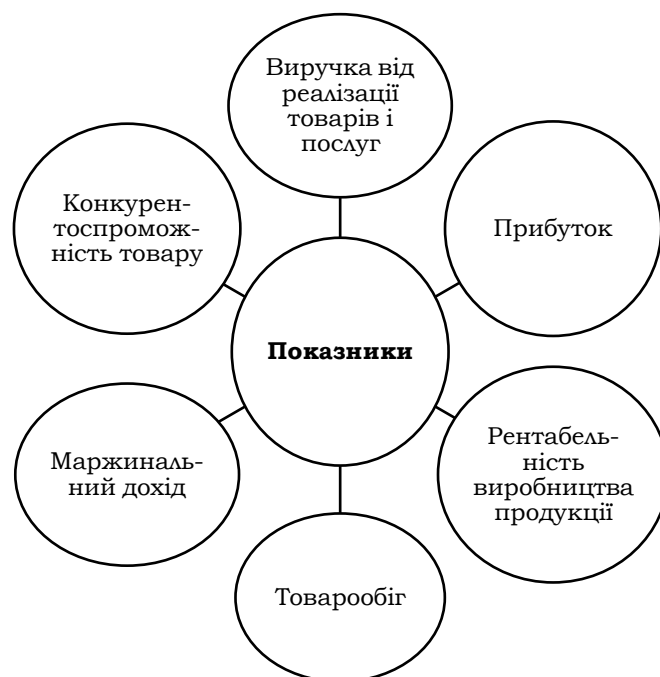 Виручка від
реалізації
товарів і
послуг
Конкурен-
тоспромож-
ність товару
Прибуток
Показники
Маржиналь-
ний дохід
Рентабель-
ність
виробництва
продукції
Товарообіг